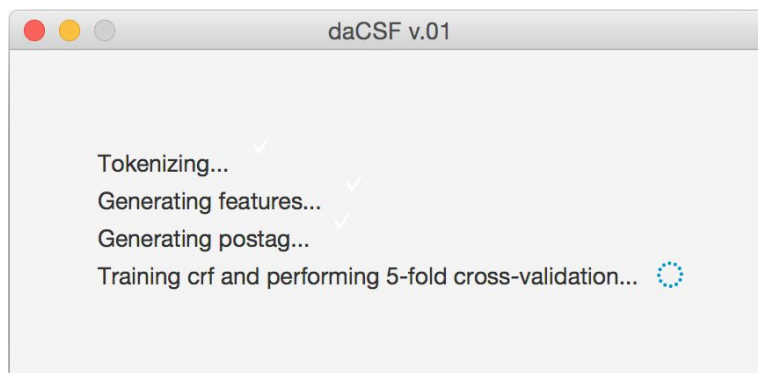 daCSF v.01
Tokenizing...
Generating features...
Generating postag...
Training crf and performing 5-fold cross-validation...